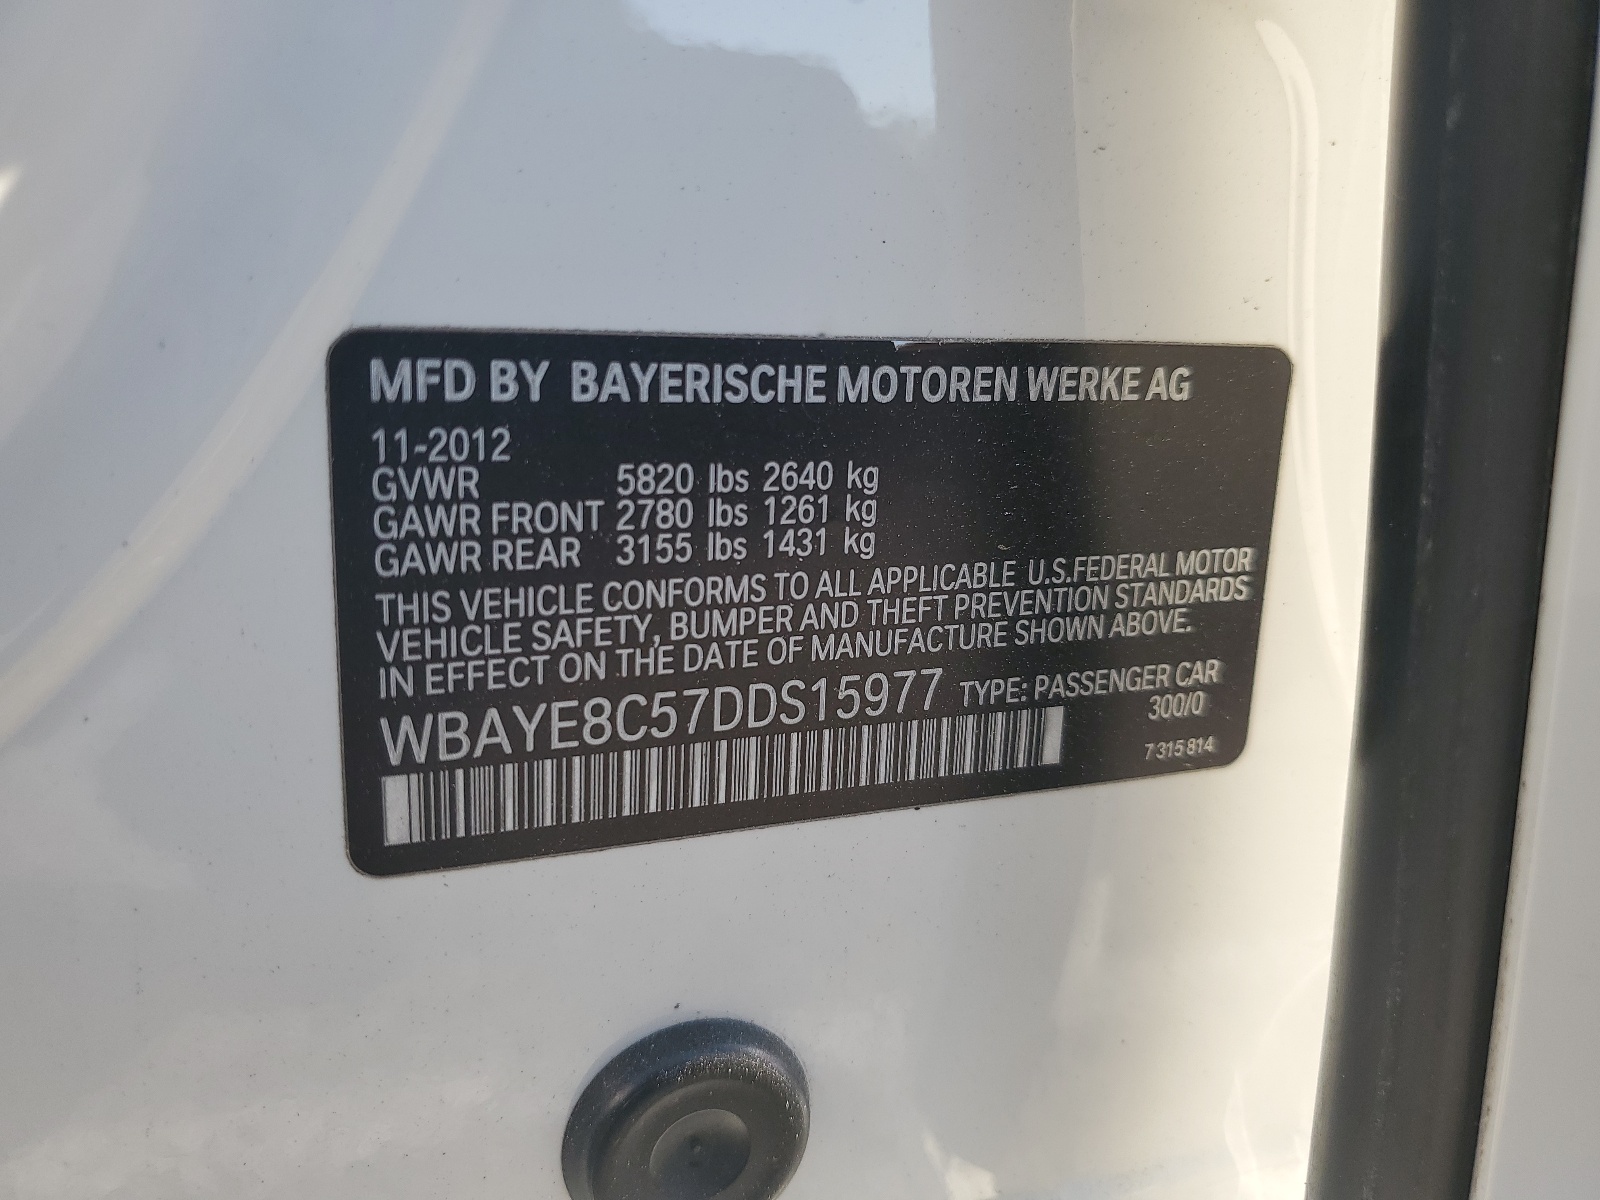 MFD BY BAYERISCHE MOTOREN WERKE AG
11-2012
GVWR 5820 lbs 2640 kg
GAWR FRONT 2780 lbs 1261 kg
GAWR REAR 3155 lbs 1431 kg
THIS VEHICLE CONFORMS TO ALL APPLICABLE U.S.FEDERAL MOTOR
VEHICLE SAFETY, BUMPER AND THEFT PREVENTION STANDARDS
IN EFFECT ON THE DATE OF MANUFACTURE SHOWN ABOVE.
WBAYE8C57DDS15977 TYPE: PASSENGER CAR
300/0
7 315 814